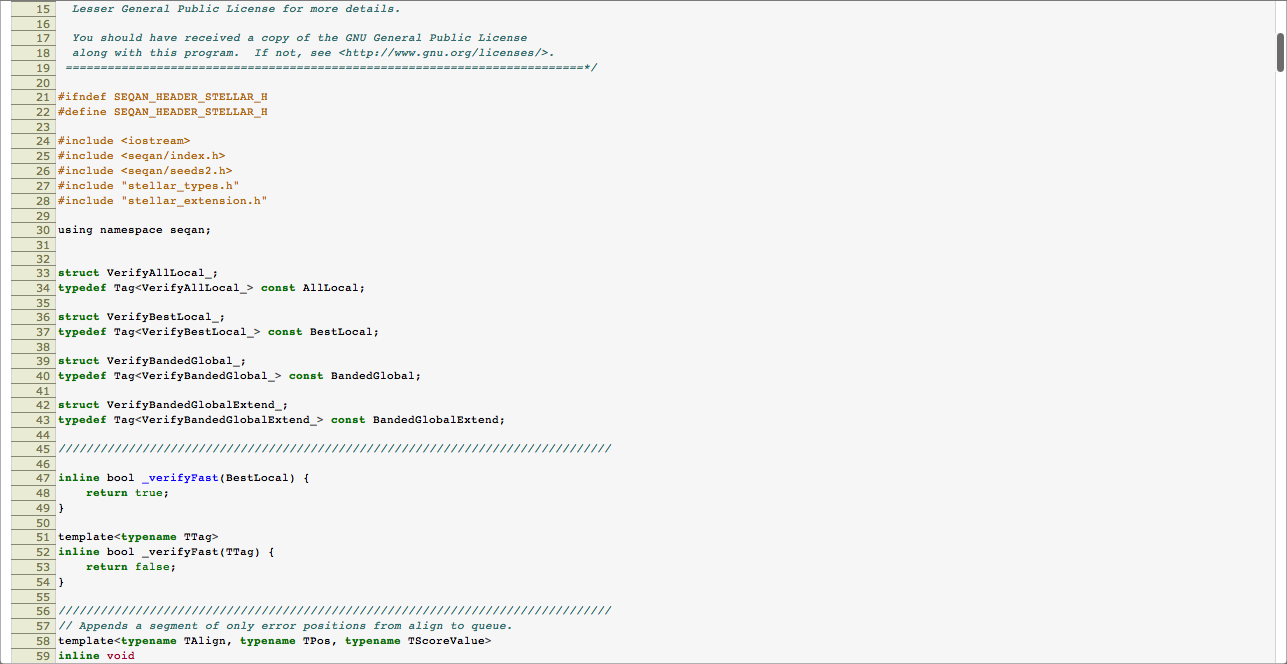 15 Lesser General Public License for more details.
16
17 You should have received a copy of the GNU General Public License
18 along with this program.  If not, see <http://www.gnu.org/licenses/>.
19 ==========================================================================*/
20
21 #ifndef SEQAN_HEADER_STELLAR_H
22 #define SEQAN_HEADER_STELLAR_H
23
24 #include <iostream>
25 #include <seqan/index.h>
26 #include <seqan/seeds2.h>
27 #include "stellar_types.h"
28 #include "stellar_extension.h"
29
30 using namespace seqan;
31
32
33 struct VerifyAllLocal_;
34 typedef Tag<VerifyAllLocal_> const AllLocal;
35
36 struct VerifyBestLocal_;
37 typedef Tag<VerifyBestLocal_> const BestLocal;
38
39 struct VerifyBandedGlobal_;
40 typedef Tag<VerifyBandedGlobal_> const BandedGlobal;
41
42 struct VerifyBandedGlobalExtend_;
43 typedef Tag<VerifyBandedGlobalExtend_> const BandedGlobalExtend;
44
45 ///////////////////////////////////////////////////////////////////////////////
46
47 inline bool _verifyFast(BestLocal) {
48     return true;
49 }
50
51 template<typename TTag>
52 inline bool _verifyFast(TTag) {
53     return false;
54 }
55
56 ///////////////////////////////////////////////////////////////////////////////
57 // Appends a segment of only error positions from align to queue.
58 template<typename TAlign, typename TPos, typename TScoreValue>
59 inline void